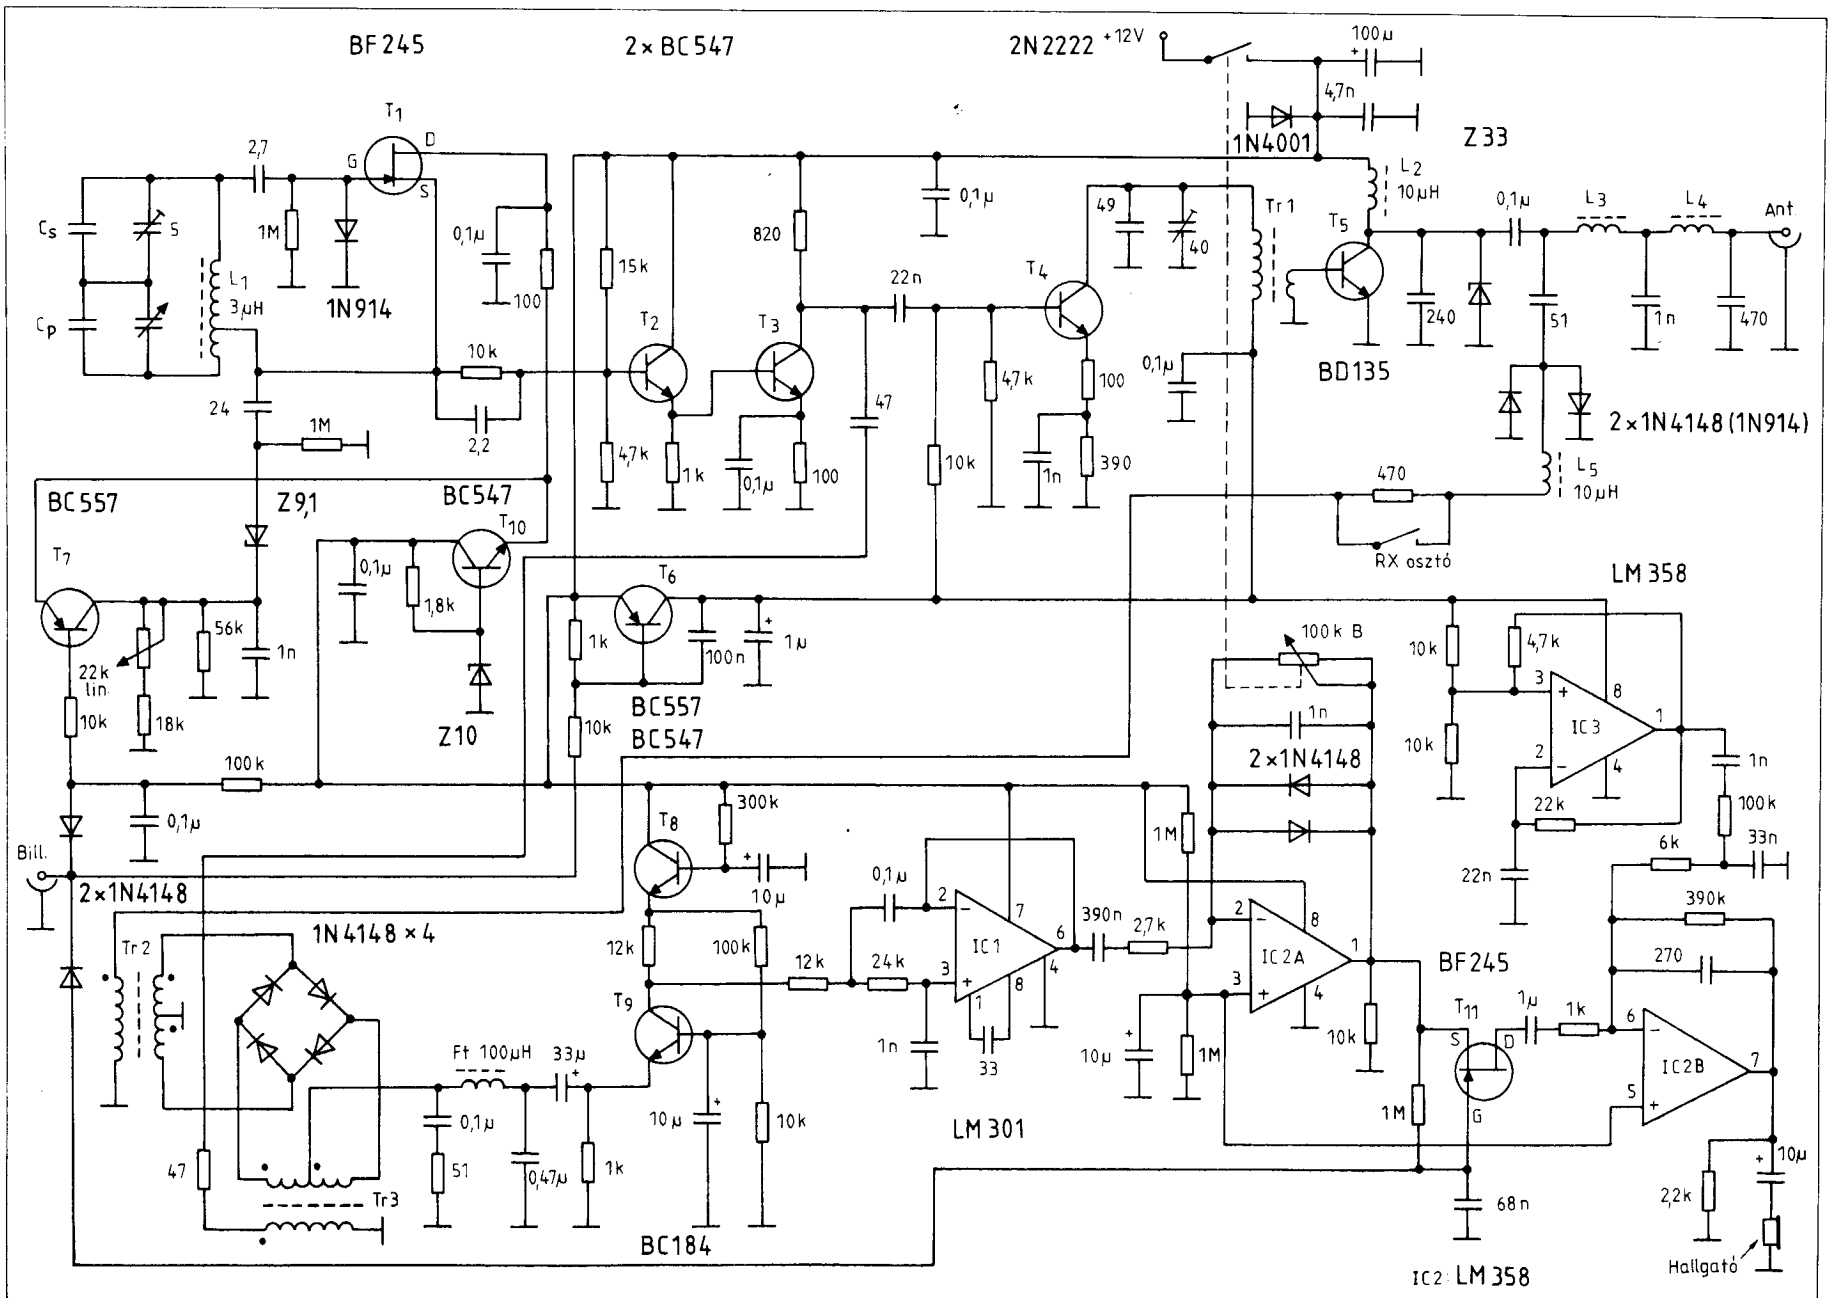 BF245
2×BC547
2N2222
+12V
100µ
+
4,7n
1N4001
Z33
T1
D
G
S
2,7
Cs
5
1M
1N914
0,1µ
100
L1
3µH
Cp
24
1M
10k
2,2
15k
4,7k
T2
1k
820
T3
0,1µ
100
0,1µ
22n
47
10k
4,7k
T4
100
1n
390
49
40
Tr1
0,1µ
T5
L2
10µH
BD135
240
0,1µ
51
L3
L4
1n
470
Ant.
2×1N4148(1N914)
L5
10µH
470
RX osztó
BC557
Z9,1
BC547
T10
T7
22k
lin.
10k
18k
56k
1n
0,1µ
1,8k
Z10
T6
1k
100n
+
1µ
BC557
BC547
10k
100k B
1n
2×1N4148
LM358
10k
4,7k
3
+
8
IC3
1
2
−
4
10k
22k
22n
1n
100k
33n
6k
390k
270
100k
0,1µ
Bill.
2×1N4148
1N4148×4
Tr2
47
Tr3
Ft 100µH
0,1µ
51
33µ
+
0,47µ
1k
T8
300k
+
10µ
12k
100k
T9
10µ
+
10k
BC184
12k
24k
0,1µ
1n
2
−
7
IC1
6
3
+
1
8
4
33
LM301
390n
2,7k
1M
10µ
+
1M
2
−
8
IC2A
1
3
+
4
10k
BF245
T11
S
D
G
1M
1µ
1k
6
−
IC2B
7
5
+
68n
2,2k
+
10µ
Hallgató
IC2: LM358